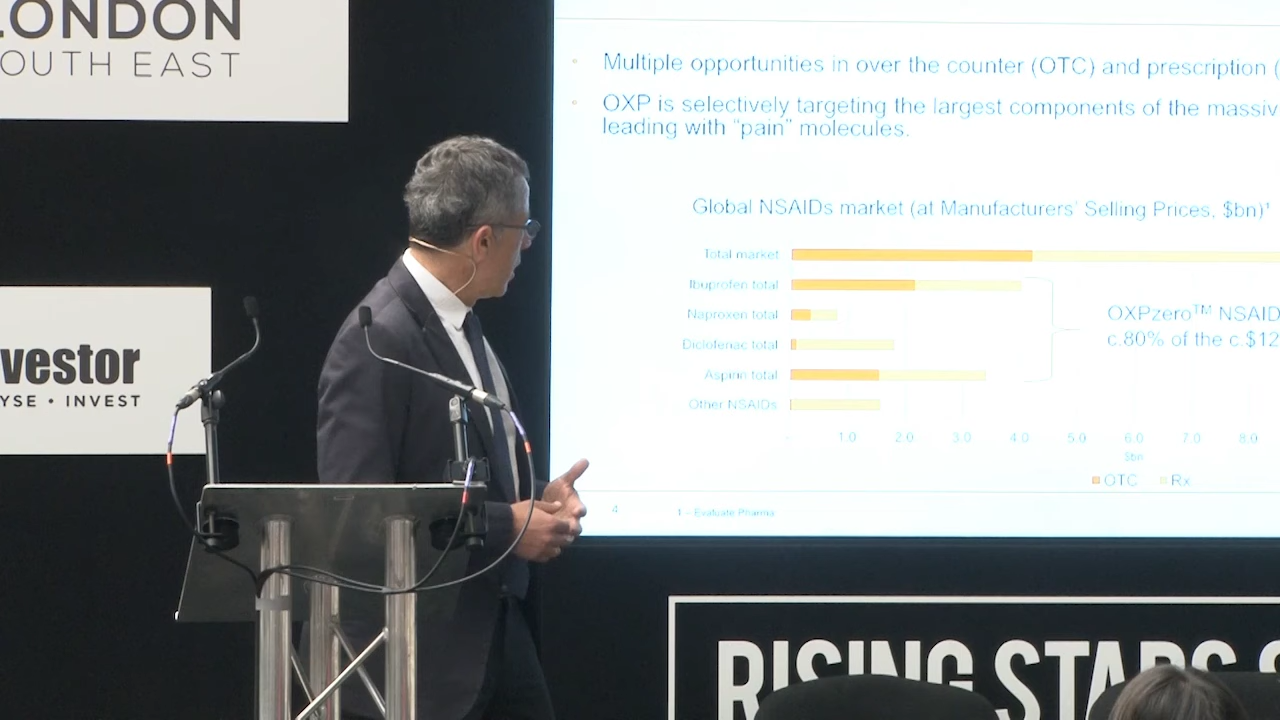 LONDON
SOUTH EAST
Multiple opportunities in over the counter (OTC) and prescription (
OXP is selectively targeting the largest components of the massiv
leading with “pain” molecules.
Global NSAIDs market (at Manufacturers' Selling Prices, $bn)¹
Total market
Ibuprofen total
Naproxen total
Diclofenac total
Aspirin total
Other NSAIDs
OXPzero™ NSAID
c.80% of the c.$12
- 1.0 2.0 3.0 4.0 5.0 6.0 7.0 8.0
$bn
OTC Rx
4
1 - Evaluate Pharma
vestor
YSE • INVEST
RISING STARS S